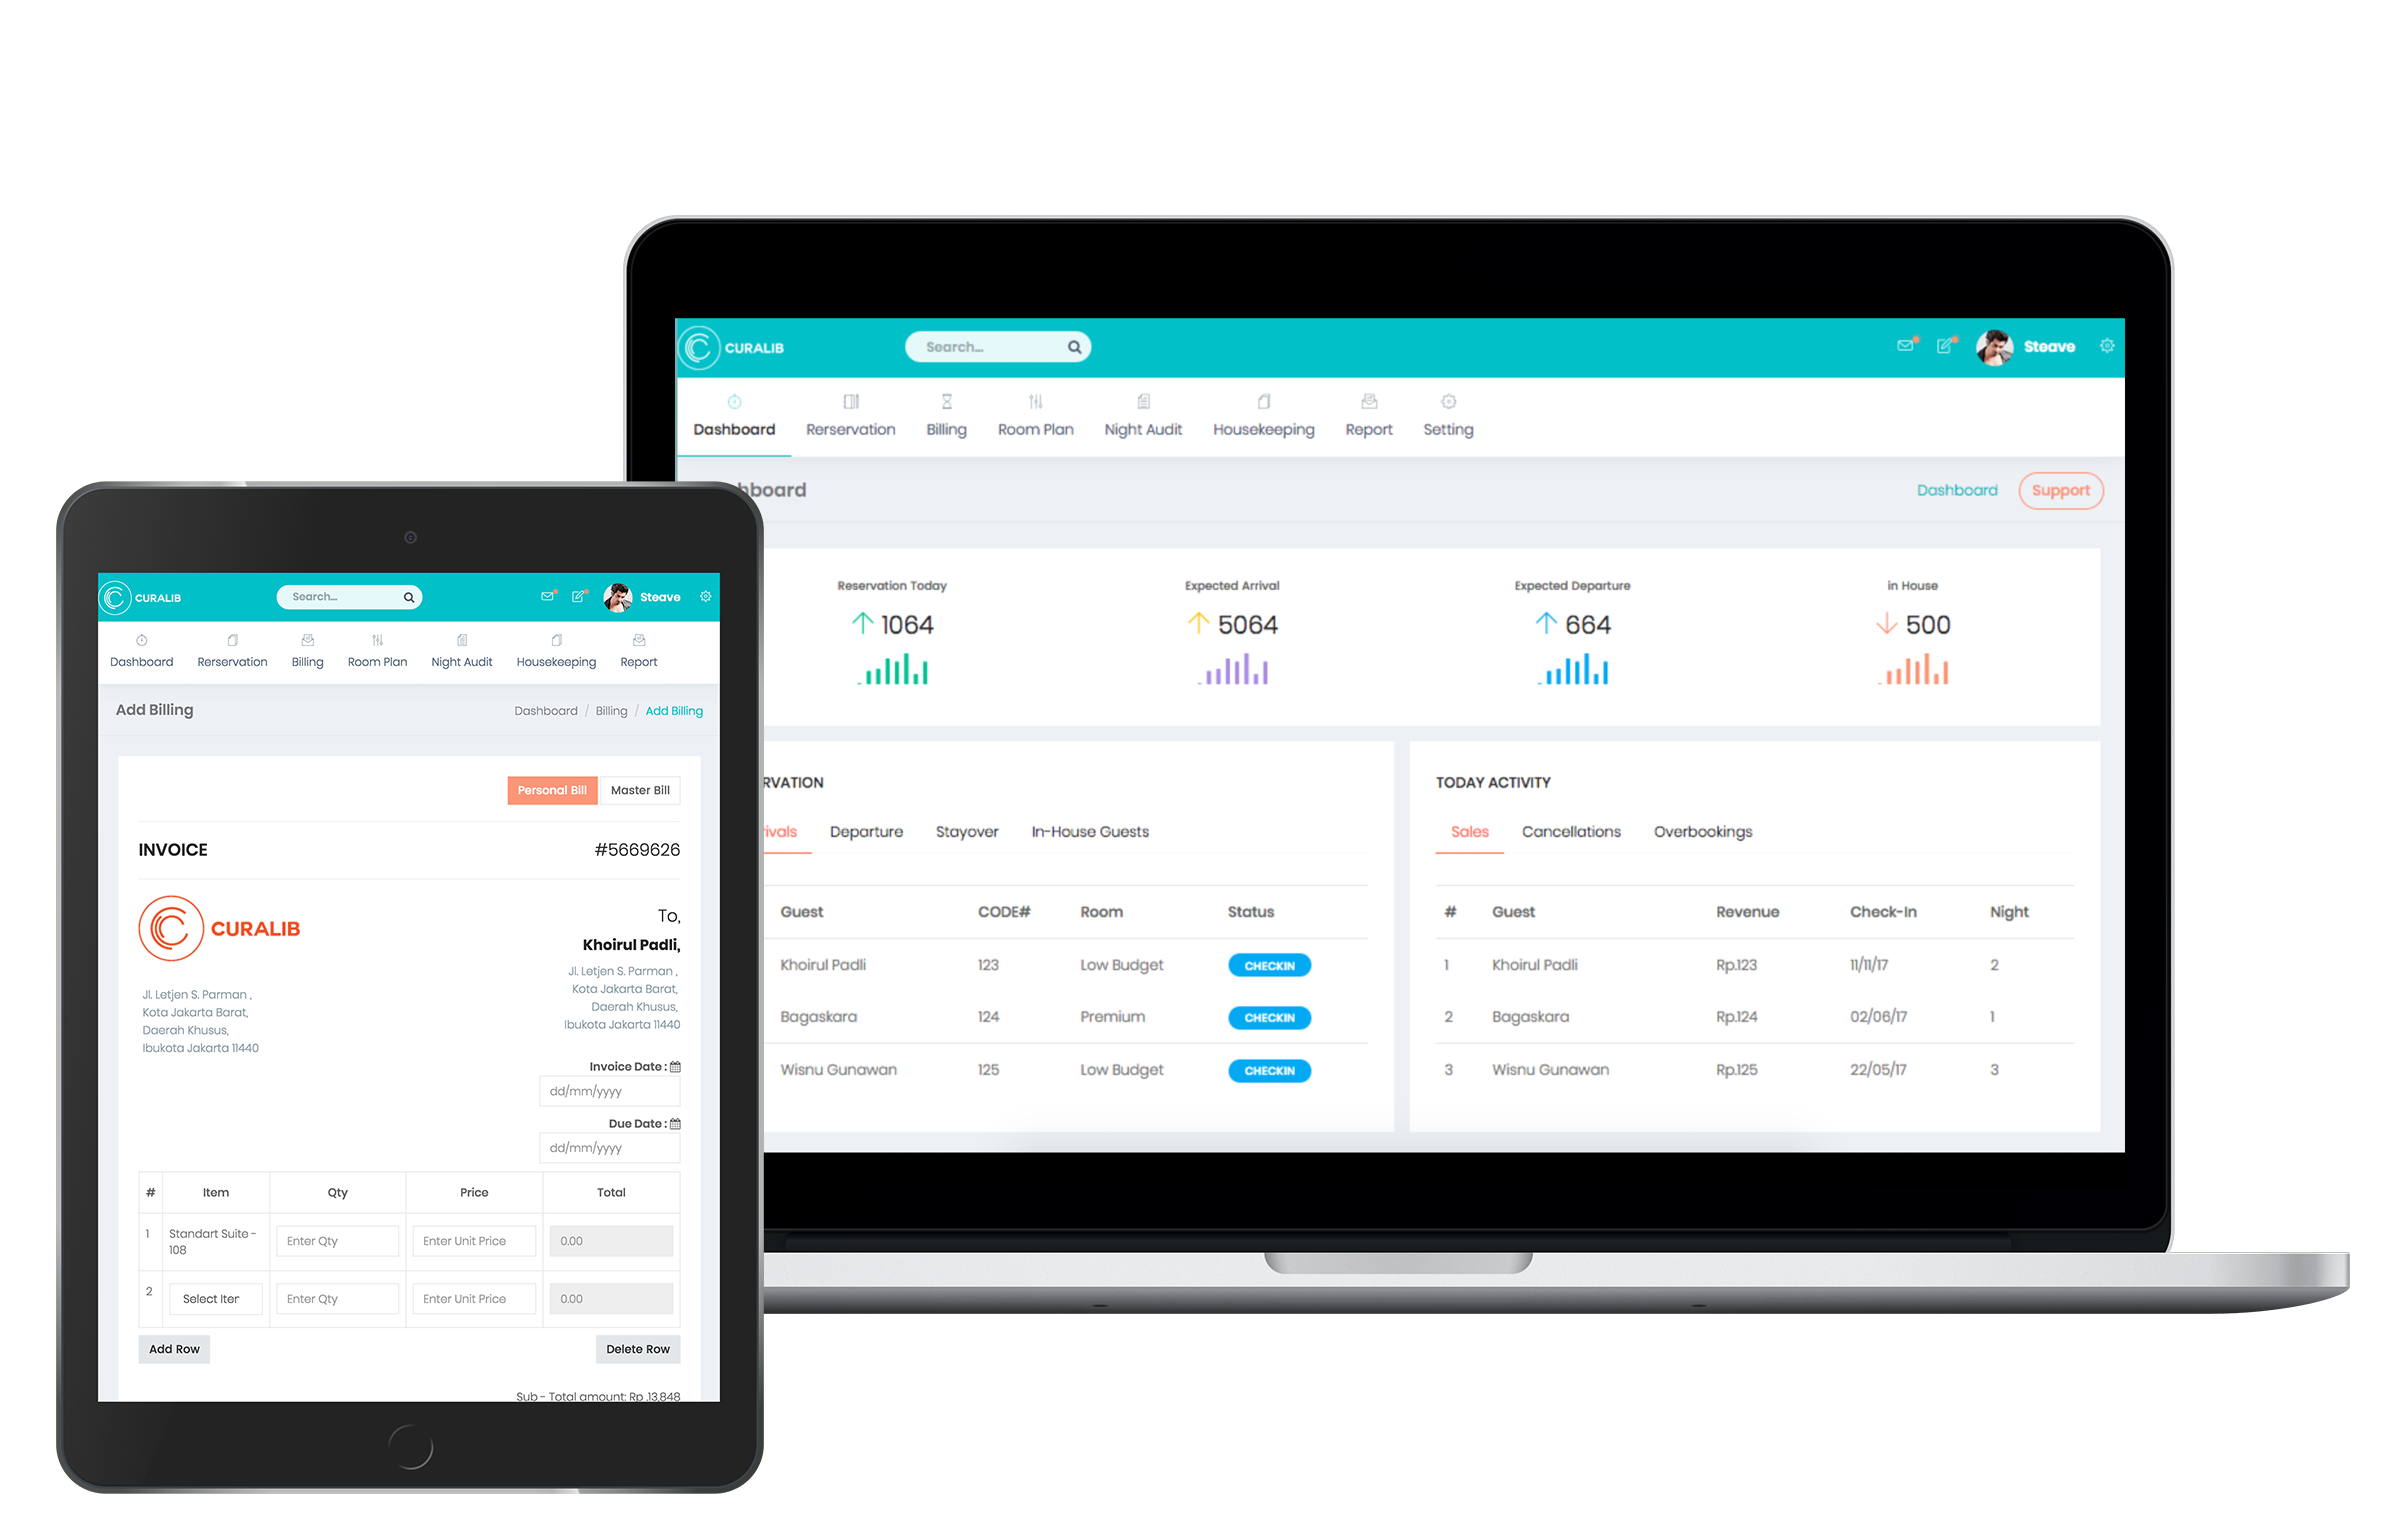 CURALIB
Search...
Steave
Dashboard Rerservation Billing Room Plan Night Audit Housekeeping Report Setting
hboard
Dashboard Support
Reservation Today Expected Arrival Expected Departure in House
1064 5064 664 500
RVATION
ivals Departure Stayover In-House Guests
Guest CODE# Room Status
Khoirul Padli 123 Low Budget CHECKIN
Bagaskara 124 Premium CHECKIN
Wisnu Gunawan 125 Low Budget CHECKIN
TODAY ACTIVITY
Sales Cancellations Overbookings
# Guest Revenue Check-In Night
1 Khoirul Padli Rp.123 11/11/17 2
2 Bagaskara Rp.124 02/06/17 1
3 Wisnu Gunawan Rp.125 22/05/17 3
CURALIB
Search...
Steave
Dashboard Rerservation Billing Room Plan Night Audit Housekeeping Report
Add Billing
Dashboard / Billing / Add Billing
Personal Bill Master Bill
INVOICE #5669626
CURALIB
Jl. Letjen S. Parman ,
Kota Jakarta Barat,
Daerah Khusus,
Ibukota Jakarta 11440
To,
Khoirul Padli,
Jl. Letjen S. Parman ,
Kota Jakarta Barat,
Daerah Khusus,
Ibukota Jakarta 11440
Invoice Date :
dd/mm/yyyy
Due Date :
dd/mm/yyyy
# Item Qty Price Total
1 Standart Suite - 108 Enter Qty Enter Unit Price 0.00
2 Select Iter Enter Qty Enter Unit Price 0.00
Add Row Delete Row
Sub - Total amount: Rp .13,848